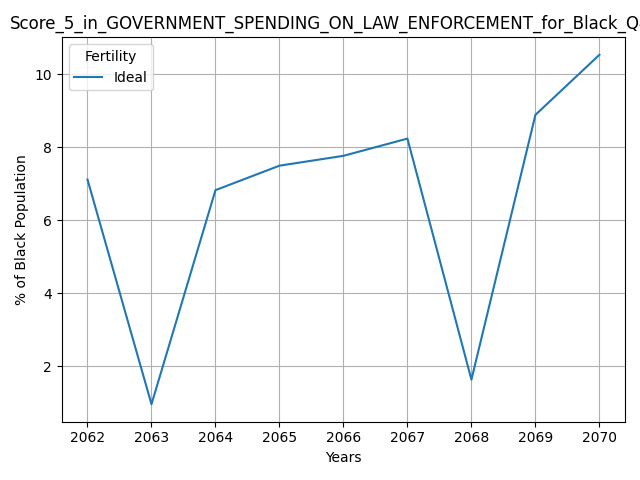 Score_5_in_GOVERNMENT_SPENDING_ON_LAW_ENFORCEMENT_for_Black_Q
Fertility
Ideal
10
8
6
4
2
% of Black Population
2062 2063 2064 2065 2066 2067 2068 2069 2070
Years